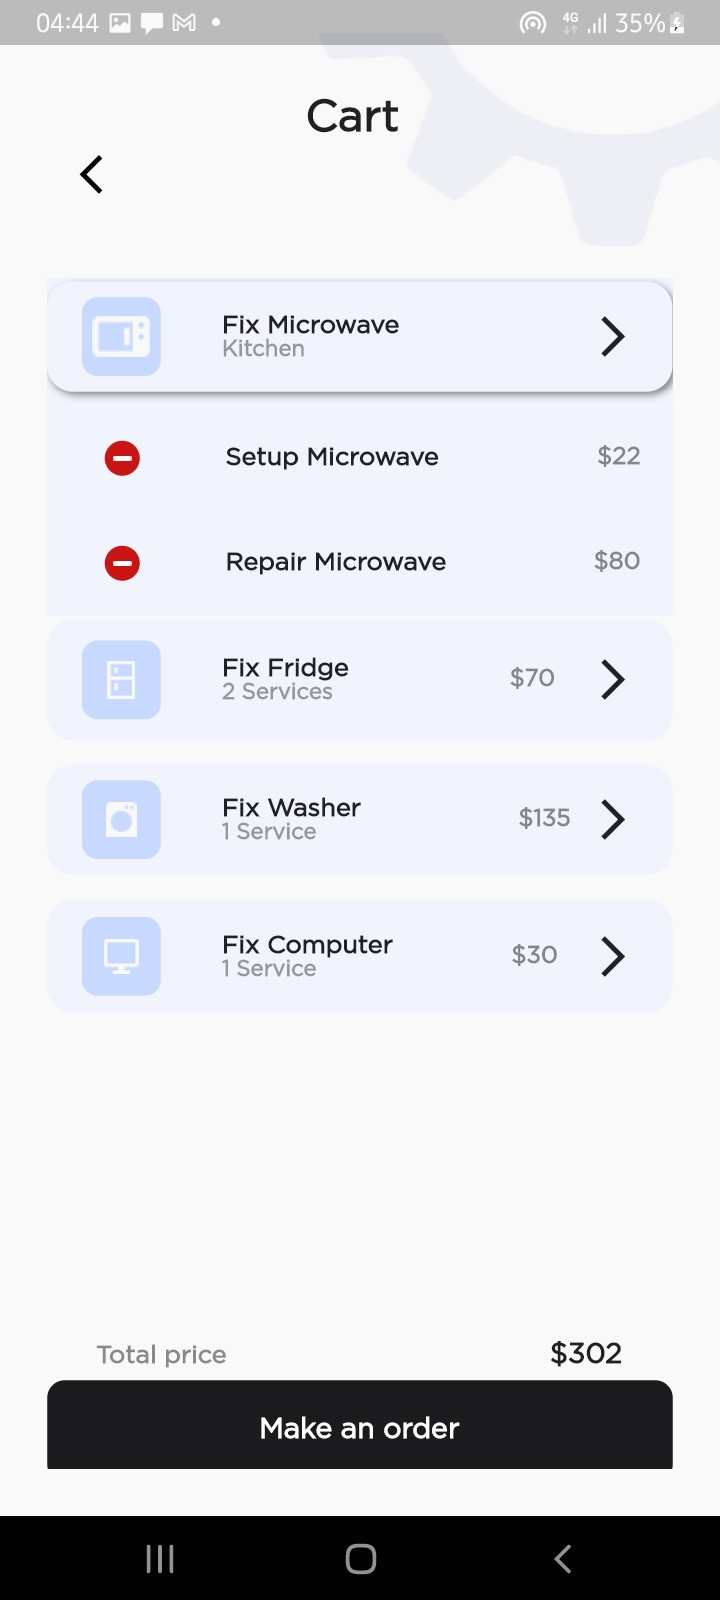 04:44
4G
35%
Cart
Fix Microwave
Kitchen
Setup Microwave $22
Repair Microwave $80
Fix Fridge
2 Services
$70
Fix Washer
1 Service
$135
Fix Computer
1 Service
$30
Total price $302
Make an order